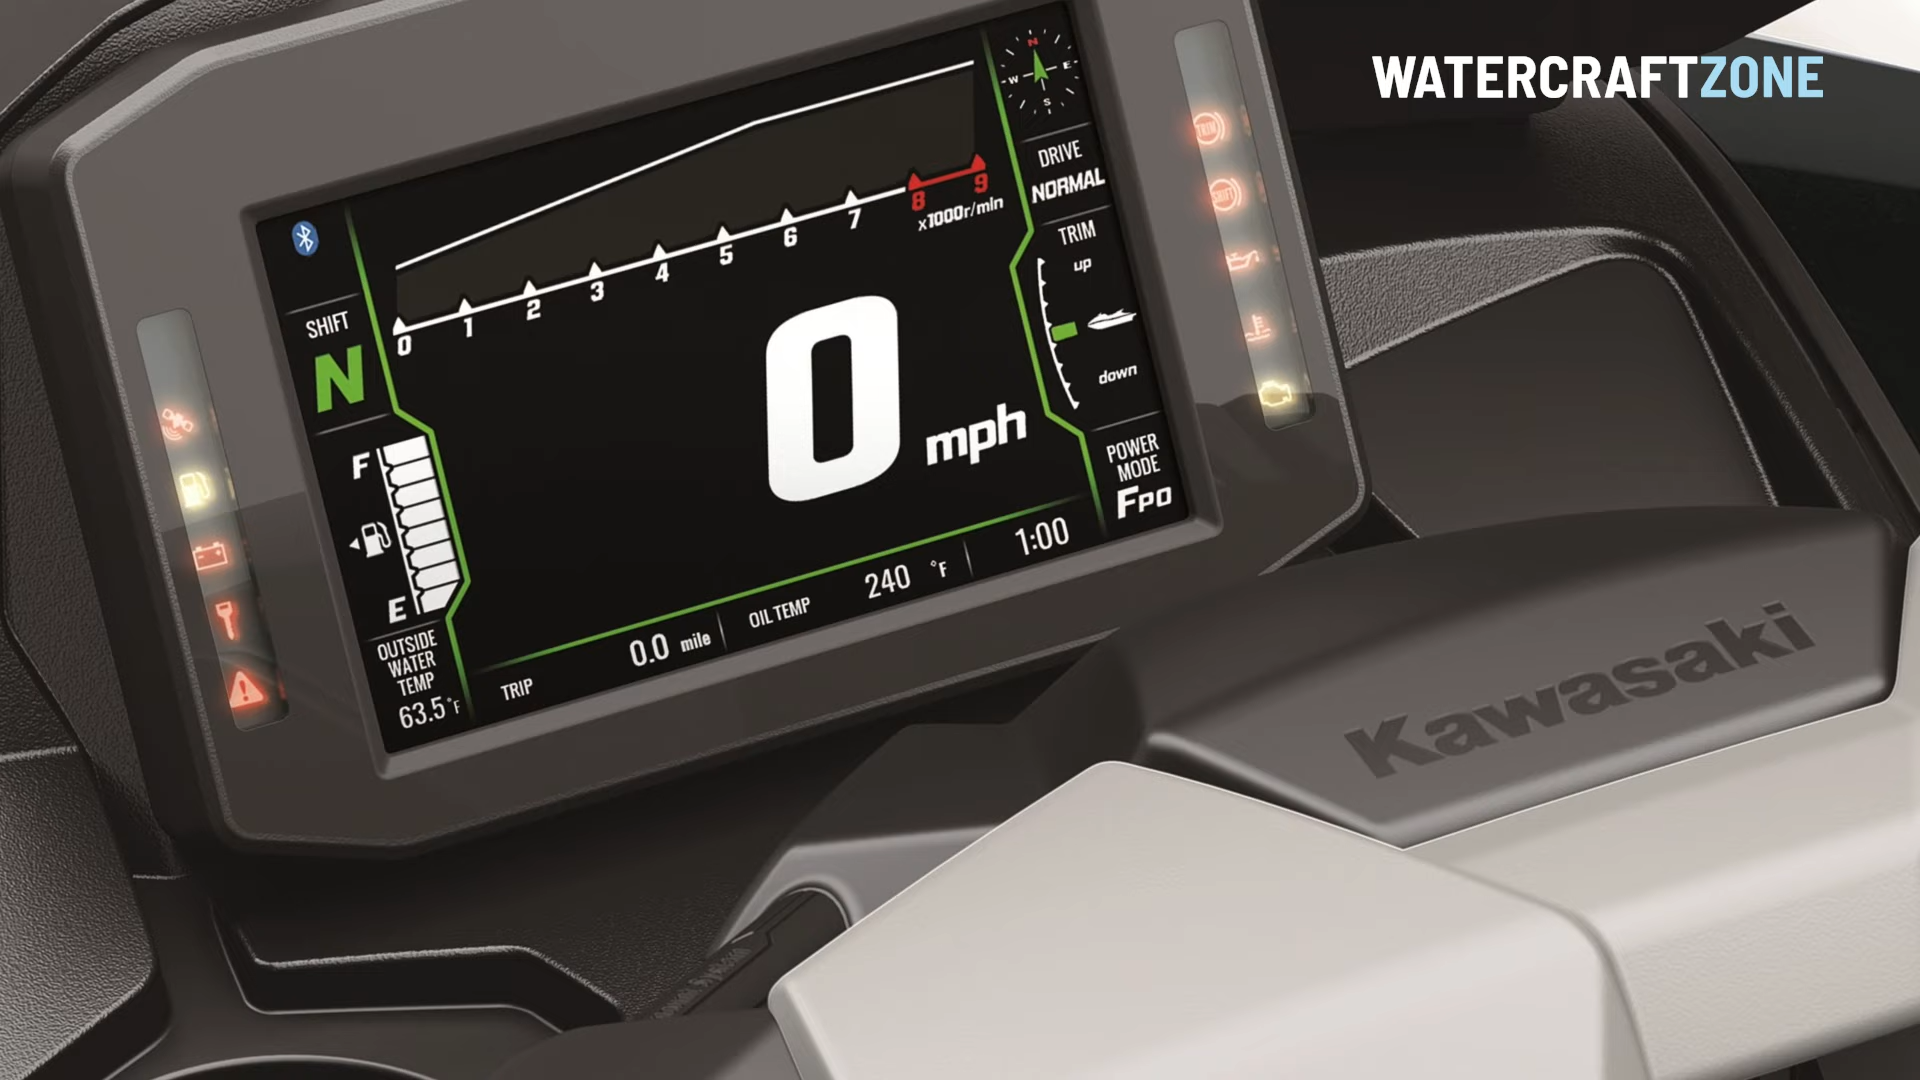 WATERCRAFTZONE
N
W E
S
DRIVE
NORMAL
TRIM
SHIFT
0 1 2 3 4 5 6 7 8 9
x1000r/min
SHIFT
N
TRIM
up
down
0 mph
F
E
POWER
MODE
FPO
OUTSIDE
WATER
TEMP
63.5°F
TRIP 0.0 mile OIL TEMP 240 °F 1:00
Kawasaki